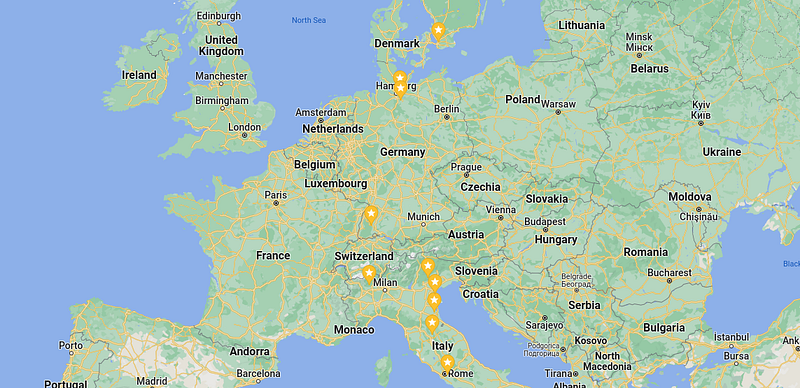 Edinburgh
North Sea
United
Kingdom
Denmark
Lithuania
Minsk
Мінск
Ireland
Manchester
Hamburg
Belarus
Birmingham
Amsterdam
Berlin
Poland
Warsaw
Kyiv
Київ
London
Netherlands
Germany
Ukraine
Belgium
Prague
Luxembourg
Czechia
Paris
Slovakia
Moldova
Chișinău
Munich
Vienna
Budapest
Austria
Hungary
France
Switzerland
Romania
Slovenia
Milan
Belgrade
Београд
Bucharest
Croatia
Serbia
Monaco
Sarajevo
Bulgaria
Italy
Podgorica
Подгорица
Kosovo
Istanbul
Porto
Andorra
North
Macedonia
Bursa
Barcelona
Rome
Tirana
Madrid
Portugal
Albania